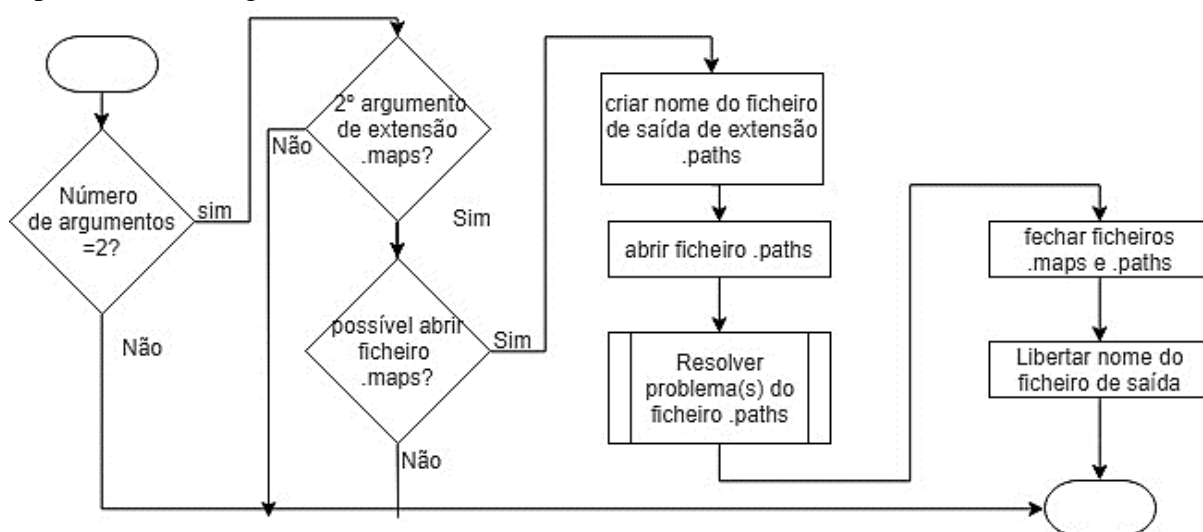 Número
de argumentos
=2?
sim
Não
2º argumento
de extensão
.maps?
Não
Sim
possível abrir
ficheiro
.maps?
Sim
Não
criar nome do ficheiro
de saída de extensão
.paths
abrir ficheiro .paths
Resolver
problema(s) do
ficheiro .paths
fechar ficheiros
.maps e .paths
Libertar nome do
ficheiro de saída